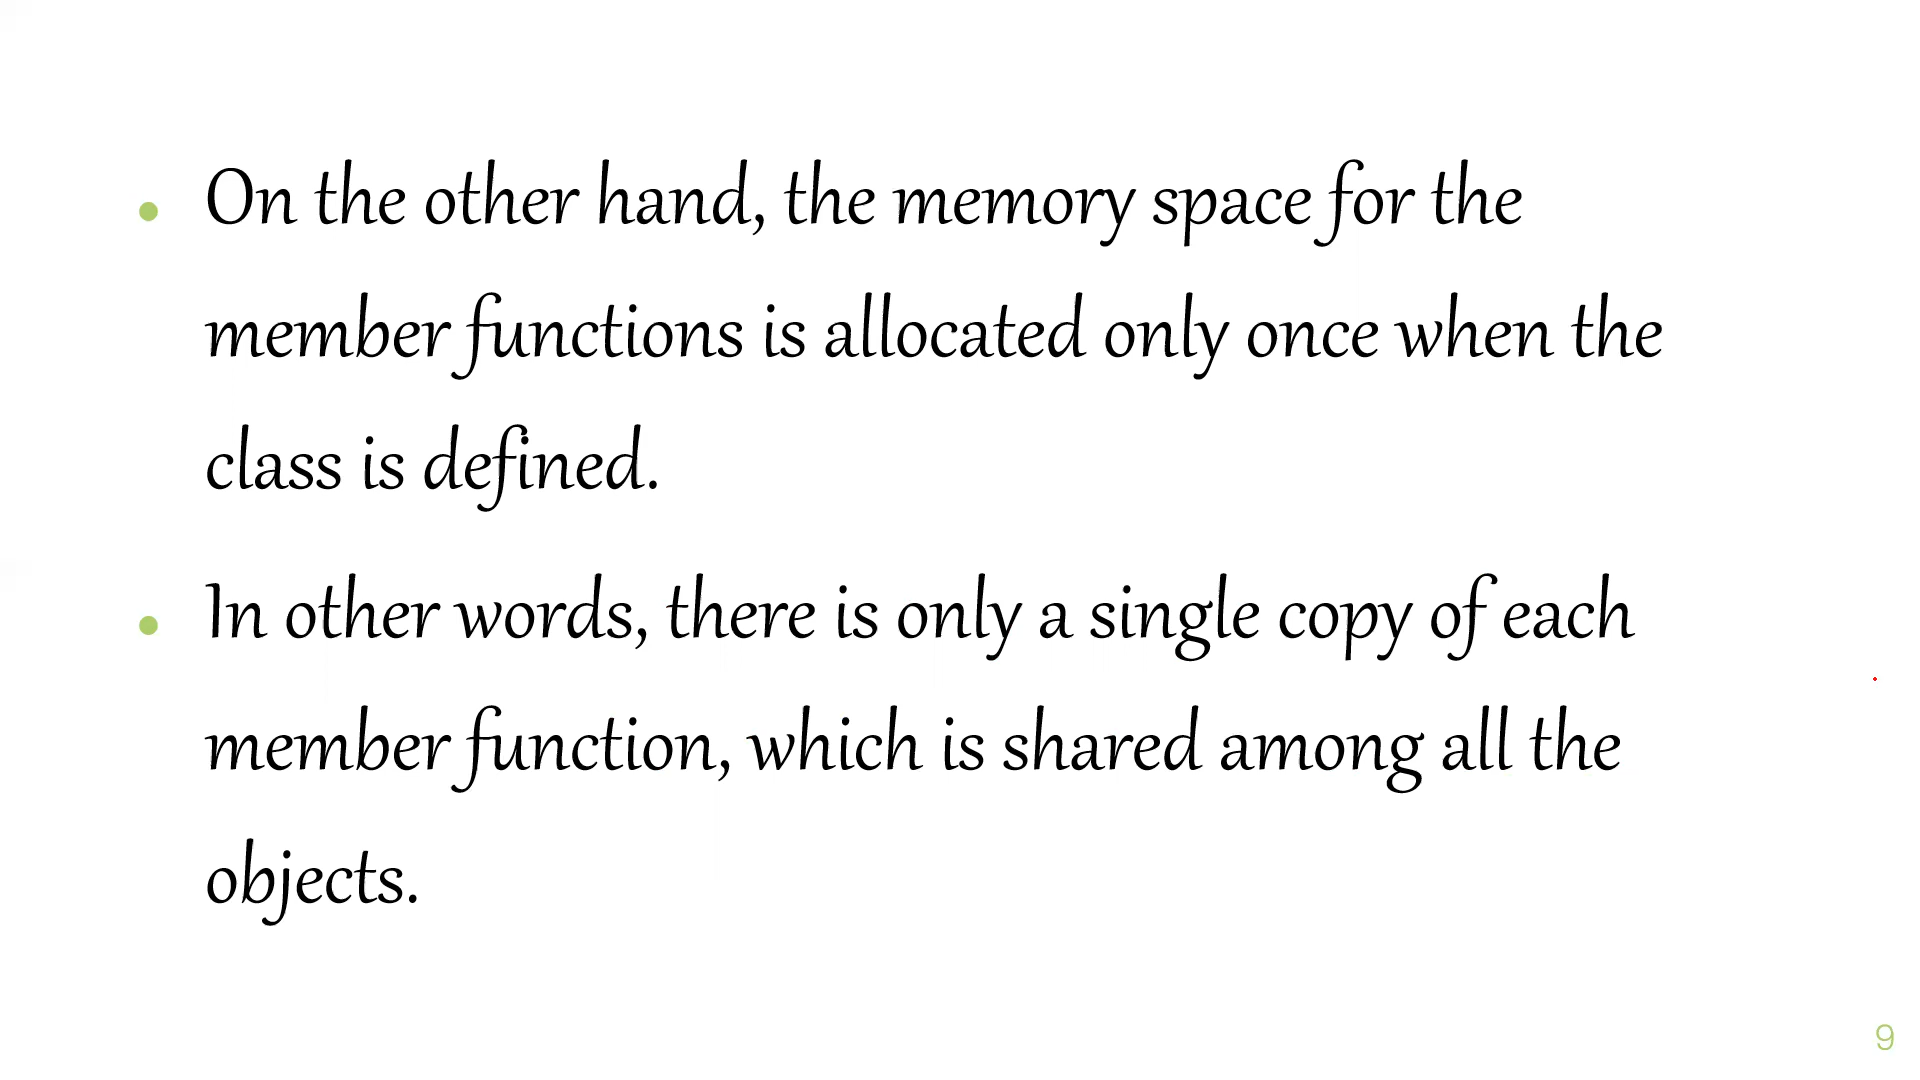 • On the other hand, the memory space for the
member functions is allocated only once when the
class is defined.
• In other words, there is only a single copy of each
member function, which is shared among all the
objects.
9